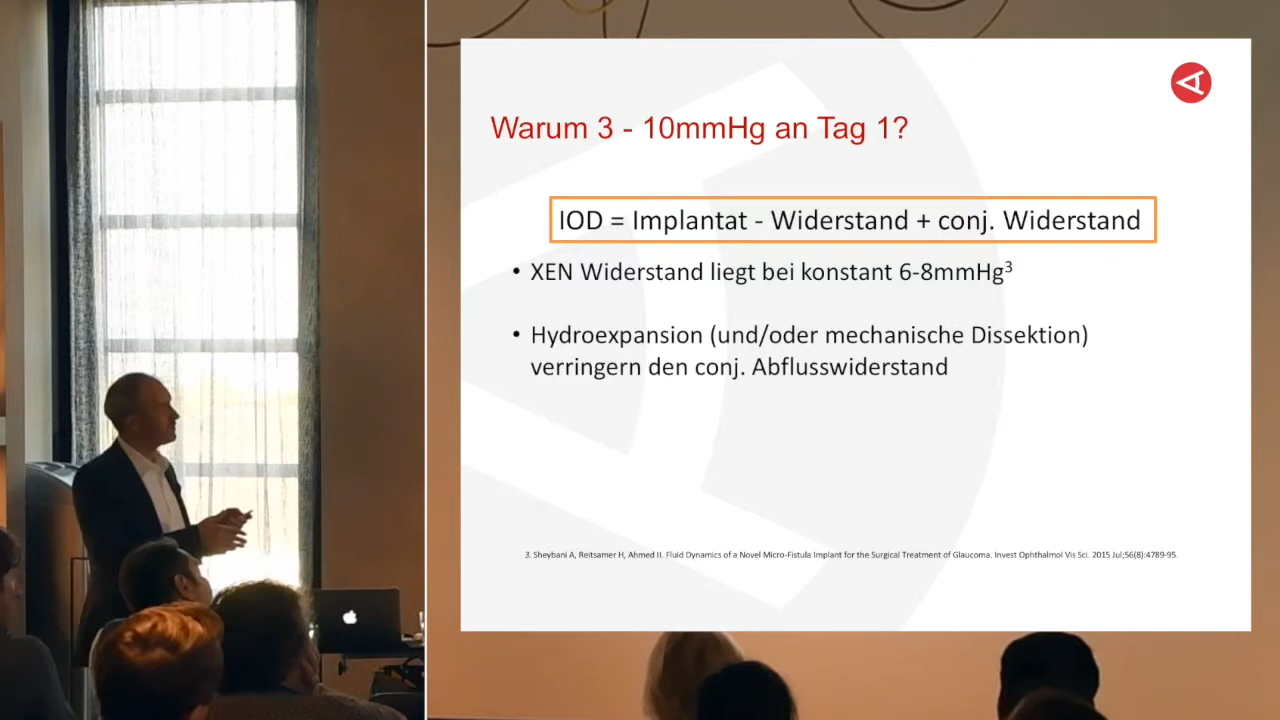 Warum 3 - 10mmHg an Tag 1?
IOD = Implantat - Widerstand + conj. Widerstand
• XEN Widerstand liegt bei konstant 6-8mmHg³
• Hydroexpansion (und/oder mechanische Dissektion)
verringern den conj. Abflusswiderstand
3. Sheybani A, Reitsamer H, Ahmed II. Fluid Dynamics of a Novel Micro-Fistula Implant for the Surgical Treatment of Glaucoma. Invest Ophthalmol Vis Sci. 2015 Jul;56(8):4789-95.